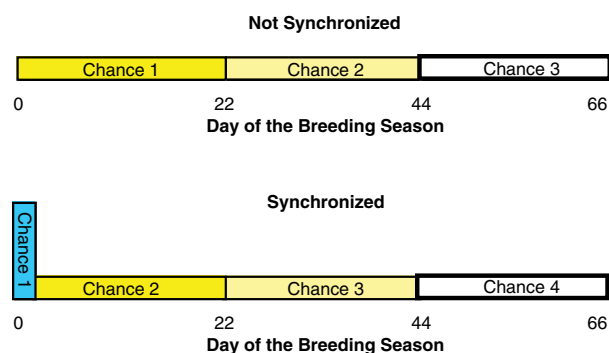 Not Synchronized
Chance 1 Chance 2 Chance 3
0 22 44 66
Day of the Breeding Season
Synchronized
Chance 1
Chance 2 Chance 3 Chance 4
0 22 44 66
Day of the Breeding Season